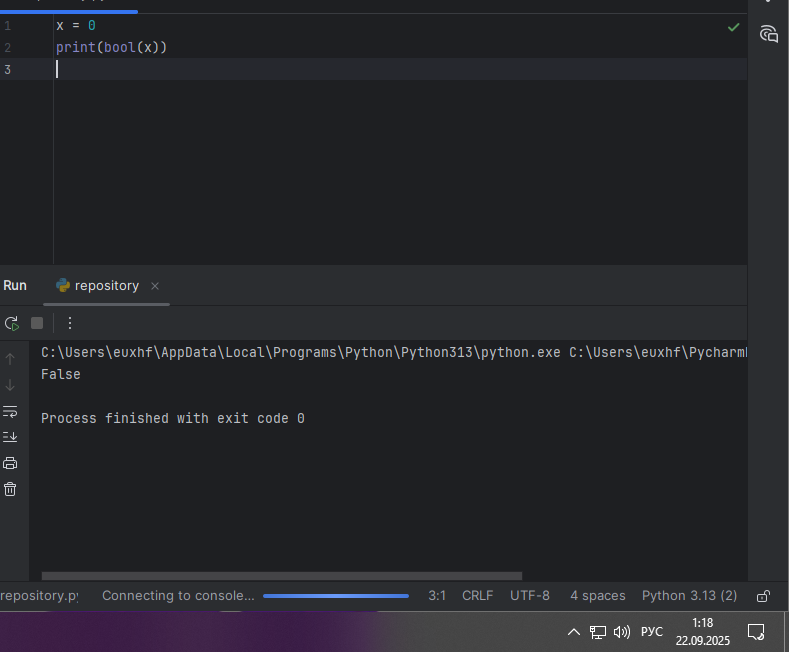 1 x = 0
2 print(bool(x))
3
Run repository
C:\Users\euxhf\AppData\Local\Programs\Python\Python313\python.exe C:\Users\euxhf\Pycharm
False
Process finished with exit code 0
repository.py Connecting to console... 3:1 CRLF UTF-8 4 spaces Python 3.13 (2)
РУС 1:18
22.09.2025